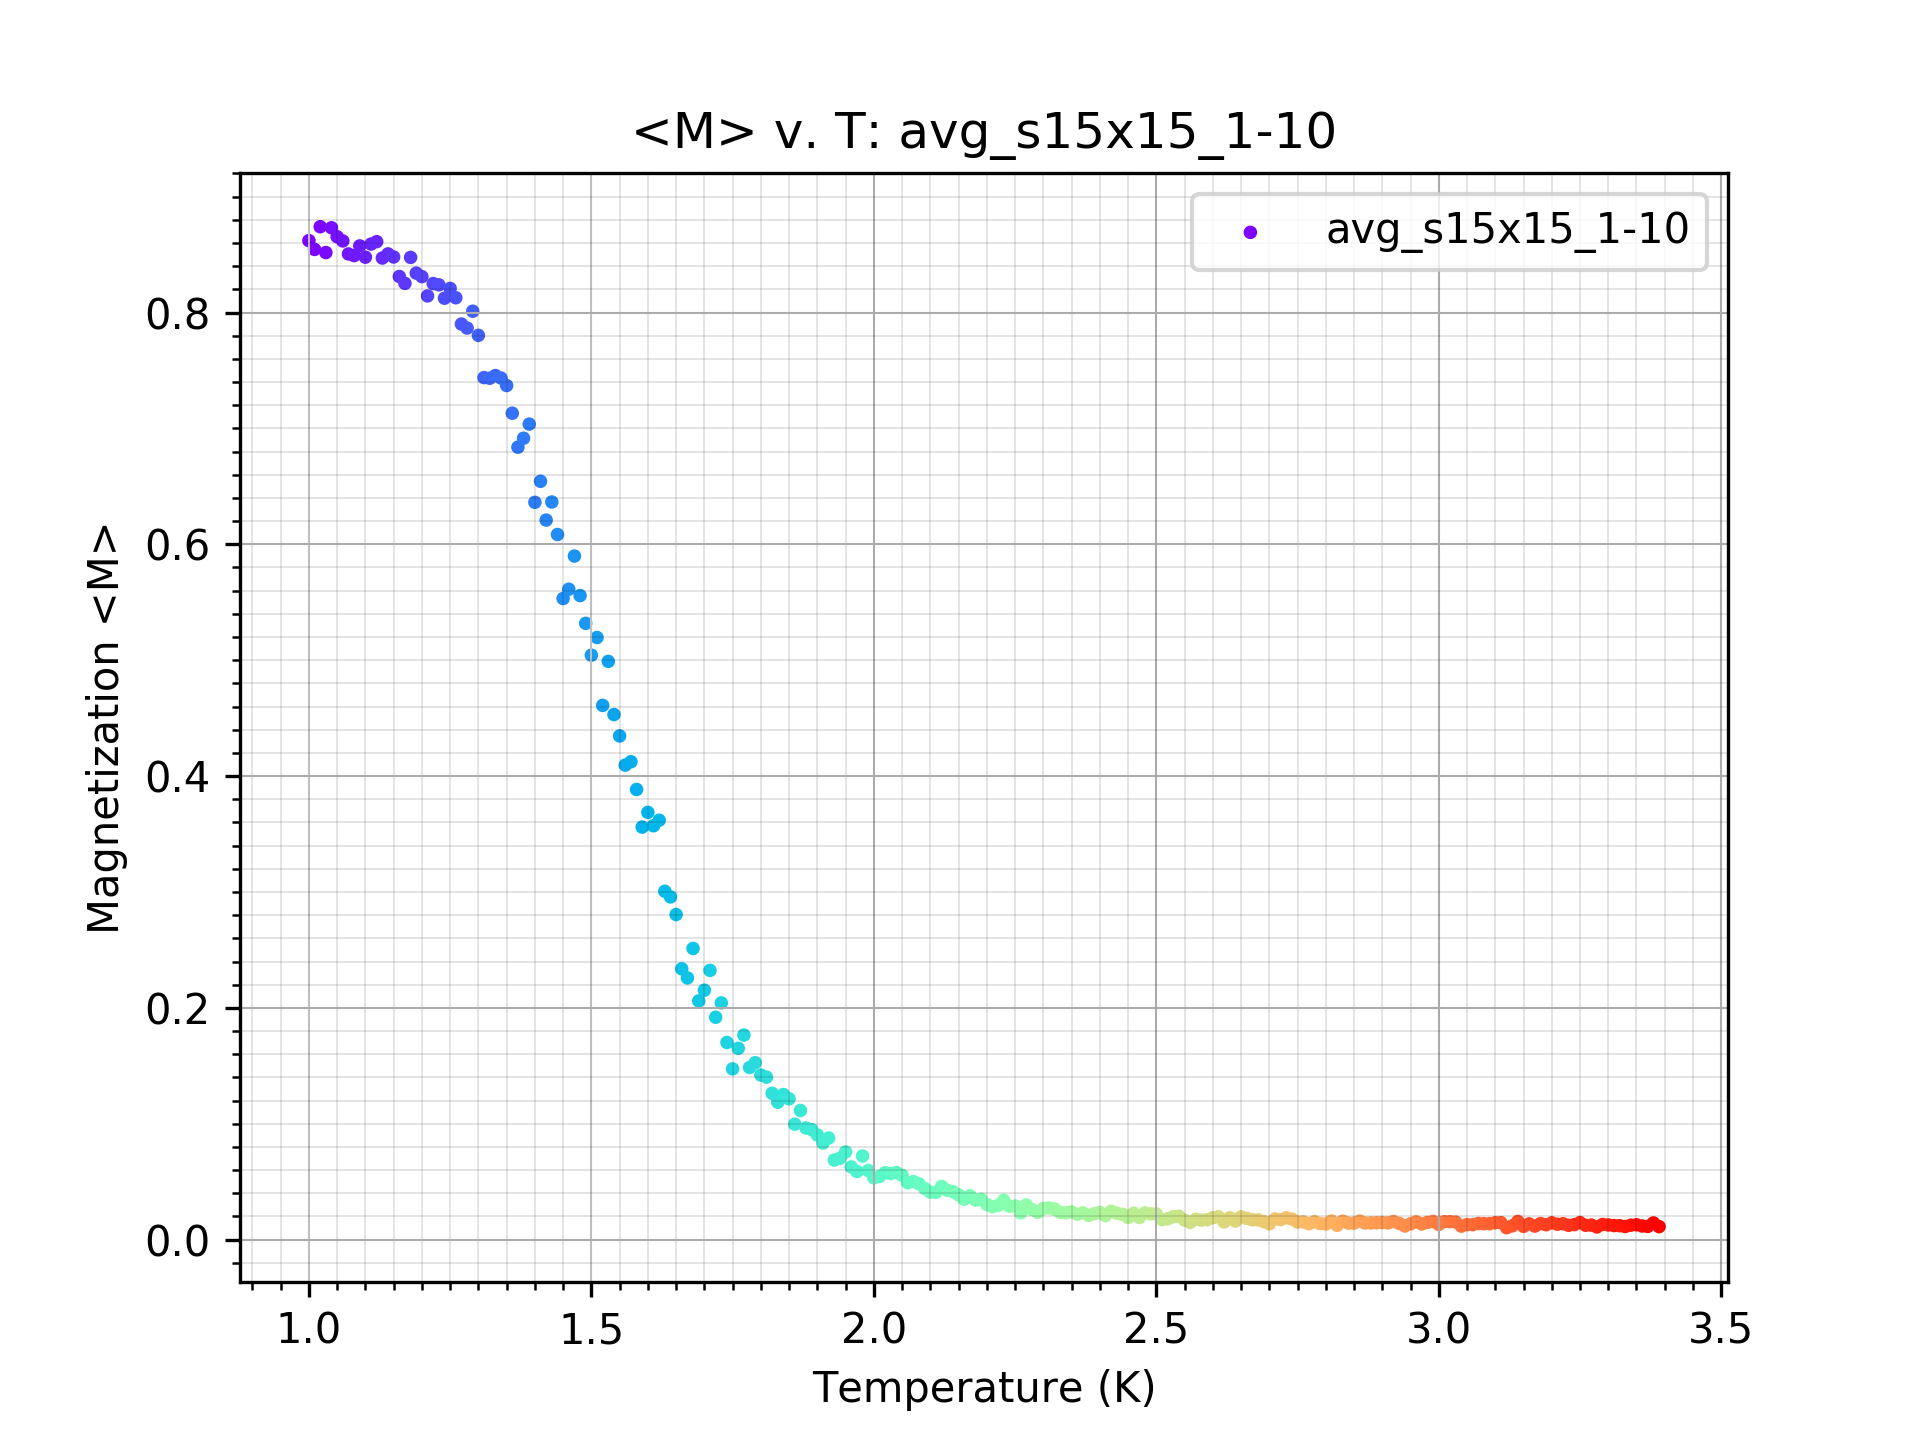 <M> v. T: avg_s15x15_1-10
avg_s15x15_1-10
0.8
0.6
0.4
0.2
0.0
Magnetization <M>
1.0 1.5 2.0 2.5 3.0 3.5
Temperature (K)